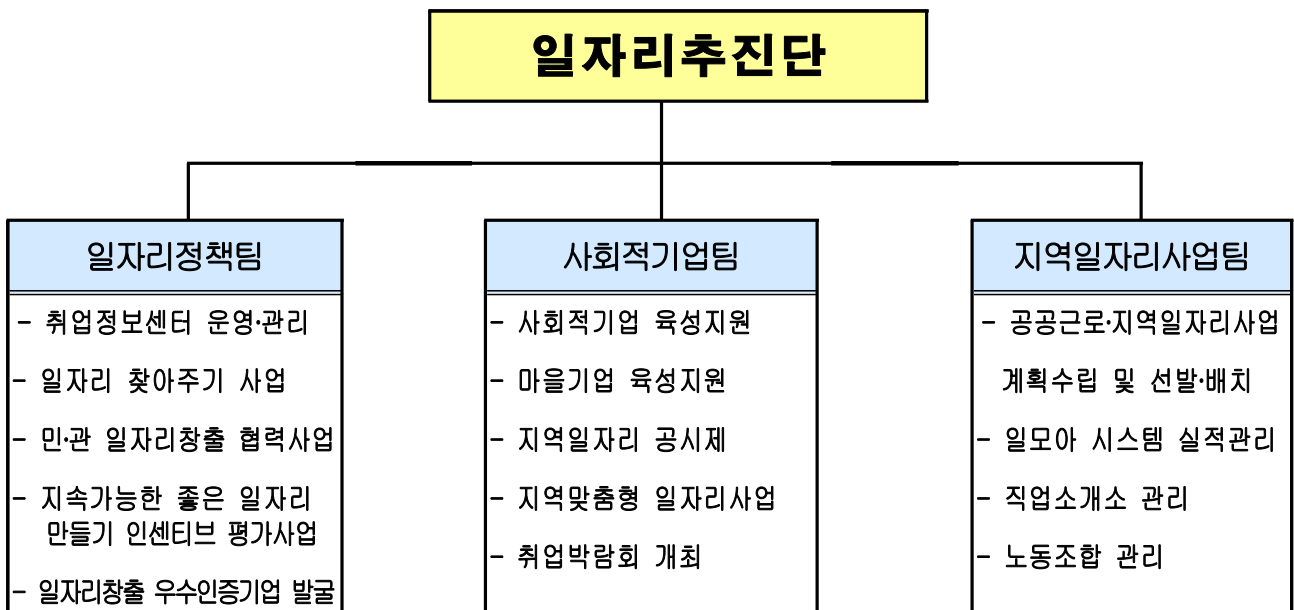 일자리추진단
일자리정책팀
- 취업정보센터 운영·관리
- 일자리 찾아주기 사업
- 민·관 일자리창출 협력사업
- 지속가능한 좋은 일자리
만들기 인센티브 평가사업
- 일자리창출 우수인증기업 발굴
사회적기업팀
- 사회적기업 육성지원
- 마을기업 육성지원
- 지역일자리 공시제
- 지역맞춤형 일자리사업
- 취업박람회 개최
지역일자리사업팀
- 공공근로·지역일자리사업
계획수립 및 선발·배치
- 일모아 시스템 실적관리
- 직업소개소 관리
- 노동조합 관리